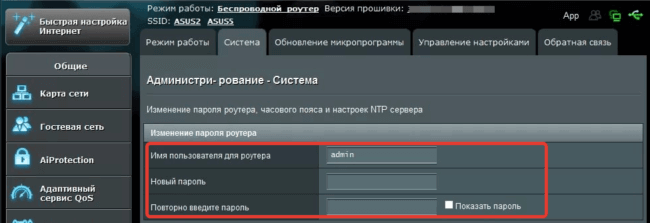 Быстрая настройка
Интернет
Режим работы: Беспроводной роутер Версия прошивки:
SSID: ASUS2 ASUS5
App
Режим работы
Система
Обновление микропрограммы
Управление настройками
Обратная связь
Общие
Карта сети
Гостевая сеть
AiProtection
Адаптивный
сервис QoS
Админстри- рование - Система
Изменение пароля роутера, часового пояса и настроек NTP сервера
Изменение пароля роутера
Имя пользователя для роутера
admin
Новый пароль
Повторно введите пароль
Показать пароль